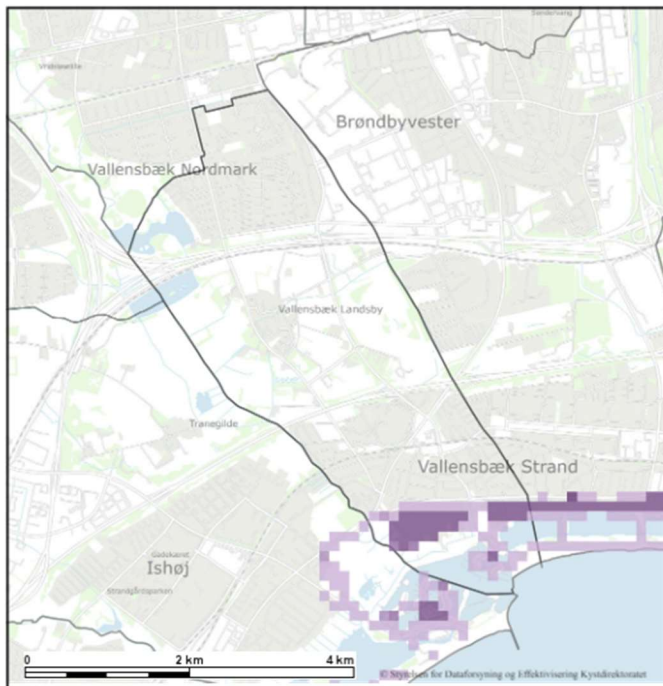 Brøndbyvester
Vallensbæk Nordmark
Vallensbæk Landsby
Tranegilde
Vallensbæk Strand
Ishøj
Strandgårdsparken
0 2 km 4 km
© Styrelsen for Dataforsyning og Effektivisering Kystdirektoratet